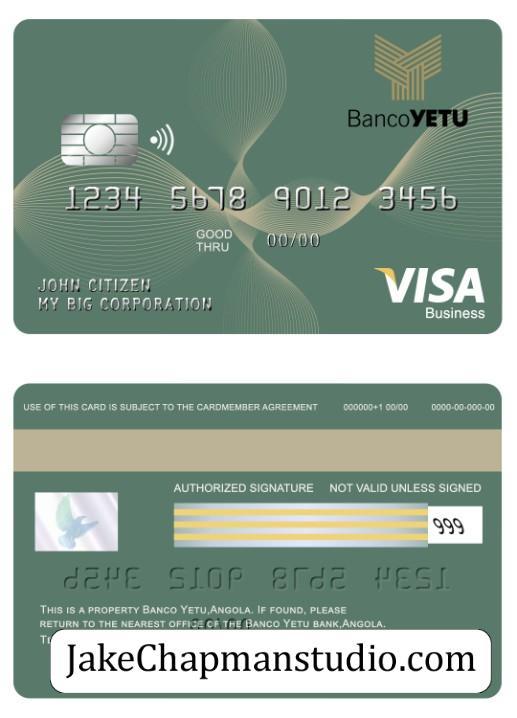 BancoYETU
1234 5678 9012 3456
GOOD THRU 00/00
JOHN CITIZEN
MY BIG CORPORATION
VISA
Business
USE OF THIS CARD IS SUBJECT TO THE CARDMEMBER AGREEMENT 000000+1 00/00 0000-00-000-00
AUTHORIZED SIGNATURE NOT VALID UNLESS SIGNED
999
THIS IS A PROPERTY BANCO YETU,ANGOLA. IF FOUND, PLEASE
RETURN TO THE NEAREST OFFICE OF THE BANCO YETU BANK,ANGOLA.
JakeChapmanstudio.com